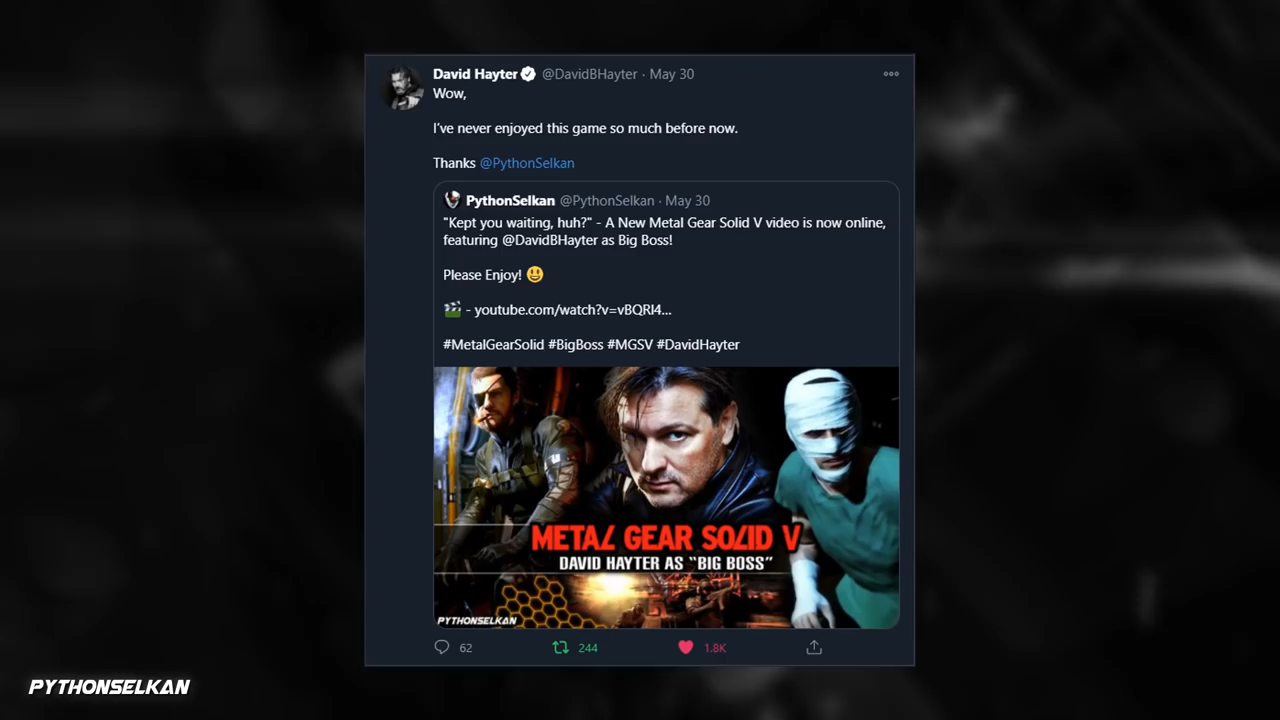 David Hayter @DavidBHayter · May 30
Wow,
I've never enjoyed this game so much before now.
Thanks @PythonSelkan
PythonSelkan @PythonSelkan · May 30
"Kept you waiting, huh?" - A New Metal Gear Solid V video is now online,
featuring @DavidBHayter as Big Boss!
Please Enjoy! 😃
🎬 - youtube.com/watch?v=vBQRI4...
#MetalGearSolid #BigBoss #MGSV #DavidHayter
METAL GEAR SOLID V
DAVID HAYTER AS "BIG BOSS"
PYTHONSELKAN
62 244 1.8K
PYTHONSELKAN